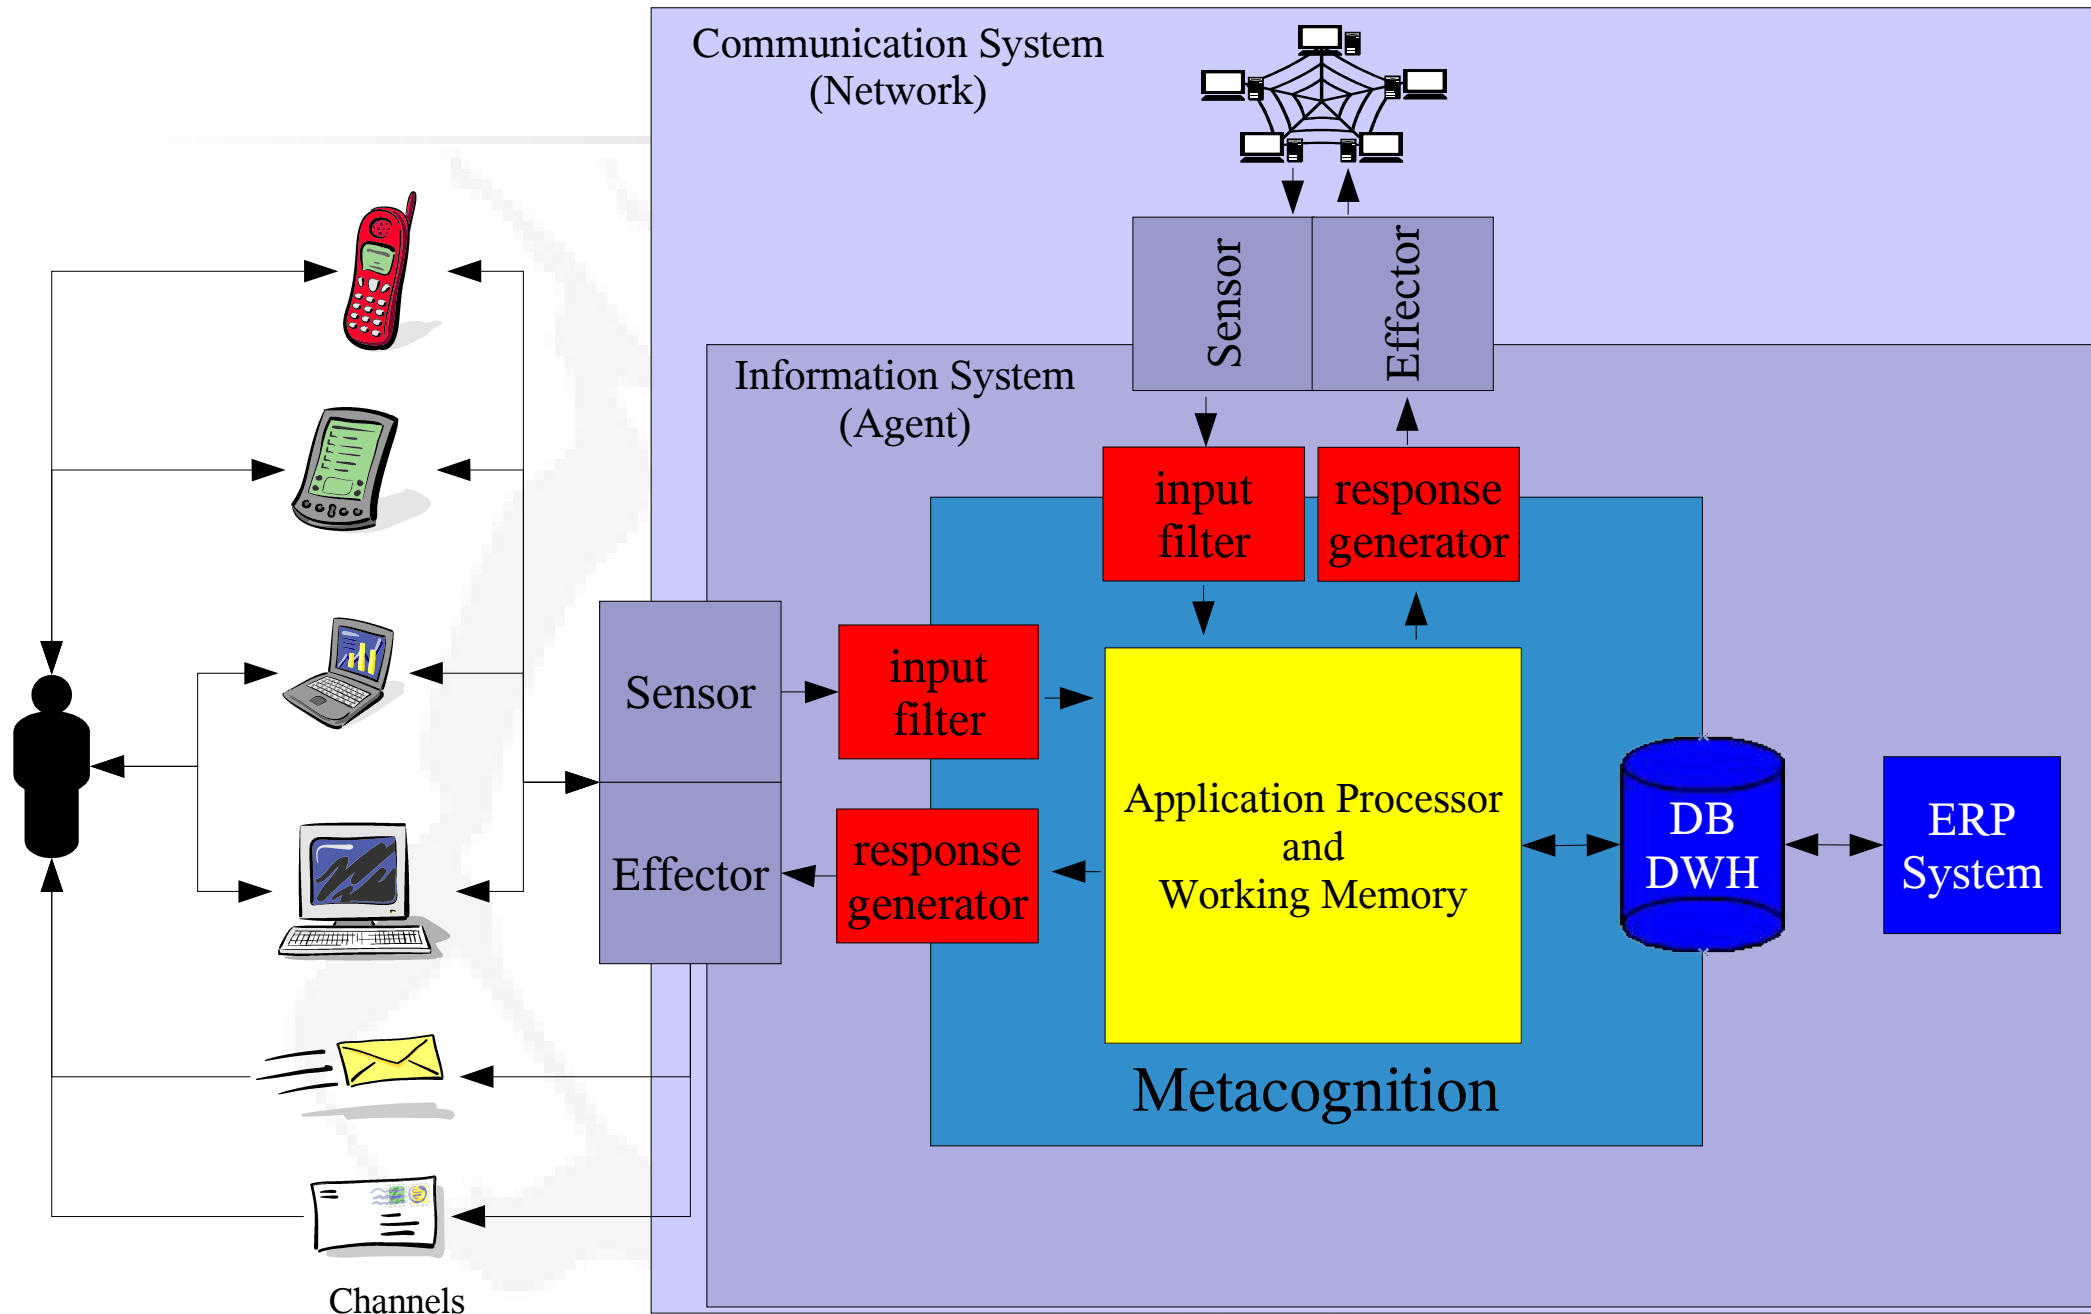 Communication System
(Network)
Sensor
Effector
Information System
(Agent)
input
filter
response
generator
Sensor
input
filter
Effector
response
generator
Application Processor
and
Working Memory
DB
DWH
ERP
System
Metacognition
Channels